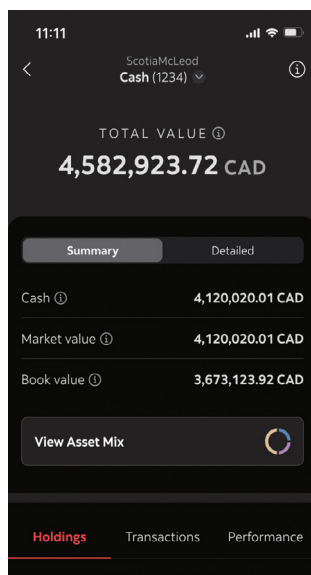 11:11
ScotiaMcLeod
Cash (1234)
TOTAL VALUE
4,582,923.72 CAD
Summary Detailed
Cash 4,120,020.01 CAD
Market value 4,120,020.01 CAD
Book value 3,673,123.92 CAD
View Asset Mix
Holdings Transactions Performance